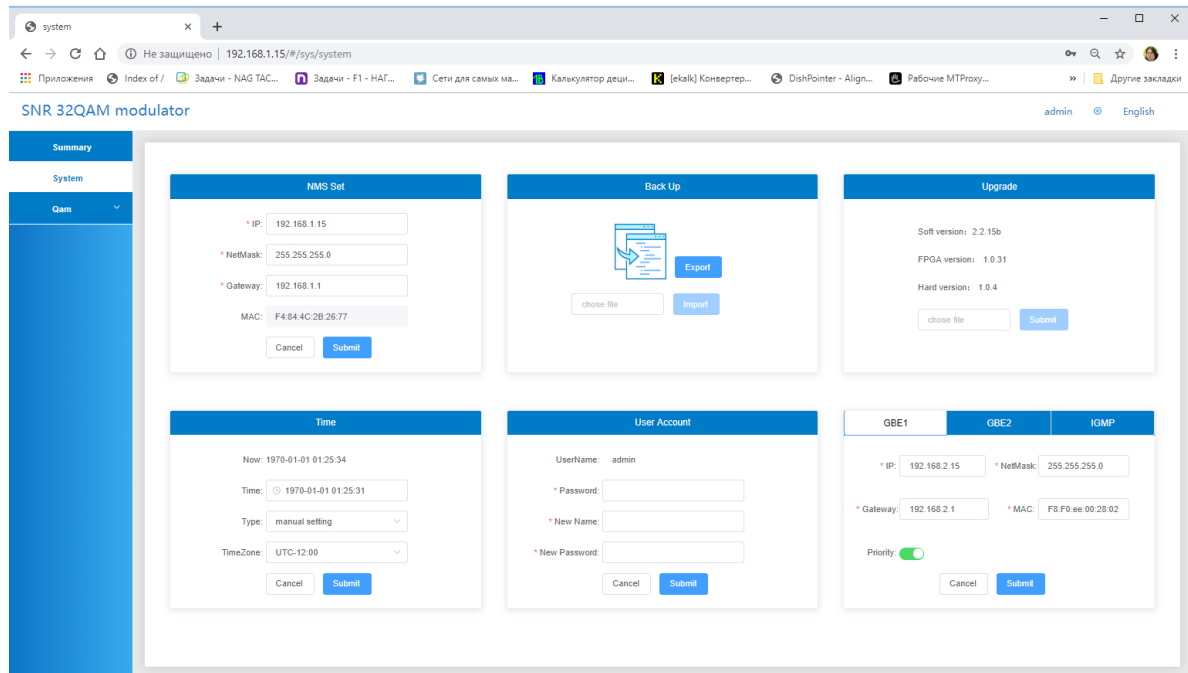 system
Не защищено | 192.168.1.15/#/sys/system
Приложения Index of / Задачи - NAG TAC... Задачи - F1 - НАГ... Сети для самых ма... Калькулятор деци... [ekalk] Конвертер... DishPointer - Align... Рабочие MTProxy... » Другие закладки
SNR 32QAM modulator
admin English
Summary
System
Qam
NMS Set
* IP: 192.168.1.15
* NetMask: 255.255.255.0
* Gateway: 192.168.1.1
MAC: F4:84:4C:2B:26:77
Cancel Submit
Back Up
Export
chose file Import
Upgrade
Soft version: 2.2.15b
FPGA version: 1.0.31
Hard version: 1.0.4
chose file Submit
Time
Now: 1970-01-01 01:25:34
Time: 1970-01-01 01:25:31
Type: manual setting
TimeZone: UTC-12:00
Cancel Submit
User Account
UserName: admin
* Password:
* New Name:
* New Password:
Cancel Submit
GBE1 GBE2 IGMP
* IP: 192.168.2.15 * NetMask: 255.255.255.0
* Gateway: 192.168.2.1 * MAC: F8:F0:ee:00:28:02
Priority:
Cancel Submit